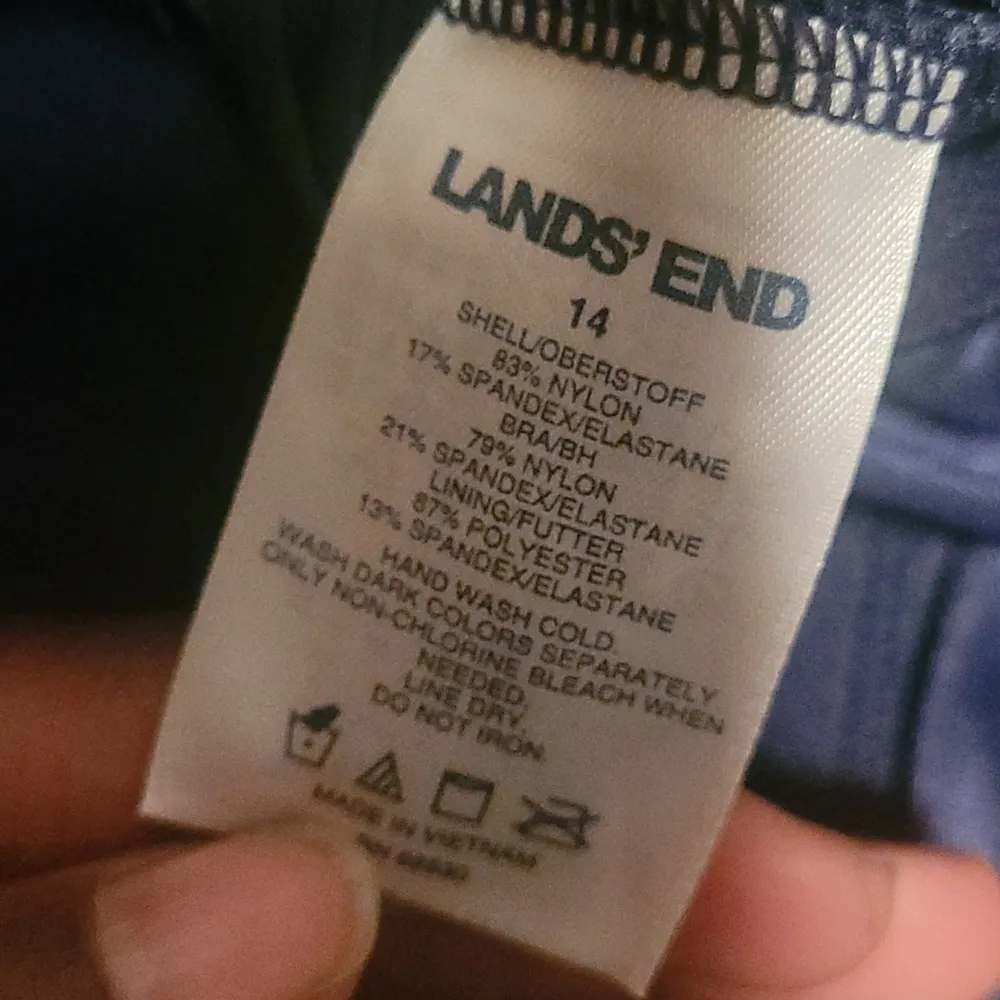 LANDS' END
14
SHELL/OBERSTOFF
83% NYLON
17% SPANDEX/ELASTANE
BRA/BH
79% NYLON
21% SPANDEX/ELASTANE
LINING/FUTTER
87% POLYESTER
13% SPANDEX/ELASTANE
HAND WASH COLD.
WASH DARK COLORS SEPARATELY
ONLY NON-CHLORINE BLEACH WHEN
NEEDED.
LINE DRY.
DO NOT IRON.
MADE IN VIETNAM